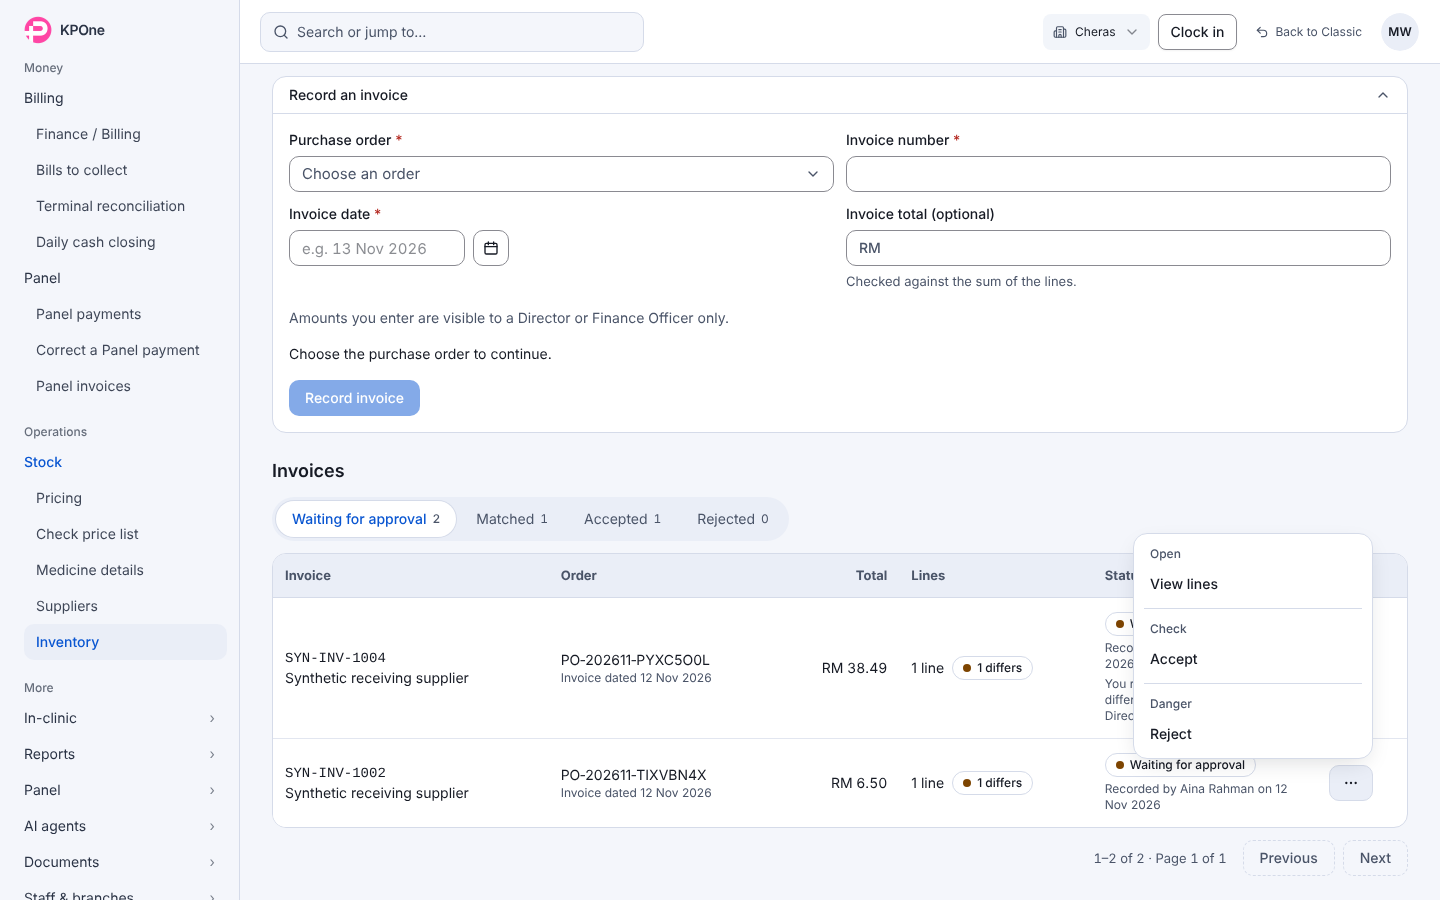 KPOne
Search or jump to...
Cheras
Clock in
Back to Classic
MW
Money
Billing
Finance / Billing
Bills to collect
Terminal reconciliation
Daily cash closing
Panel
Panel payments
Correct a Panel payment
Panel invoices
Operations
Stock
Pricing
Check price list
Medicine details
Suppliers
Inventory
More
In-clinic
Reports
Panel
AI agents
Documents
Staff & branches
Record an invoice
Purchase order *
Choose an order
Invoice number *
Invoice date *
e.g. 13 Nov 2026
Invoice total (optional)
RM
Checked against the sum of the lines.
Amounts you enter are visible to a Director or Finance Officer only.
Choose the purchase order to continue.
Record invoice
Invoices
Waiting for approval 2
Matched 1
Accepted 1
Rejected 0
Invoice Order Total Lines
SYN-INV-1004
Synthetic receiving supplier
PO-202611-PYXC5O0L
Invoice dated 12 Nov 2026
RM 38.49
1 line
1 differs
SYN-INV-1002
Synthetic receiving supplier
PO-202611-TIXVBN4X
Invoice dated 12 Nov 2026
RM 6.50
1 line
1 differs
Waiting for approval
Recorded by Aina Rahman on 12
Nov 2026
Open
View lines
Check
Accept
Danger
Reject
1–2 of 2 · Page 1 of 1
Previous
Next